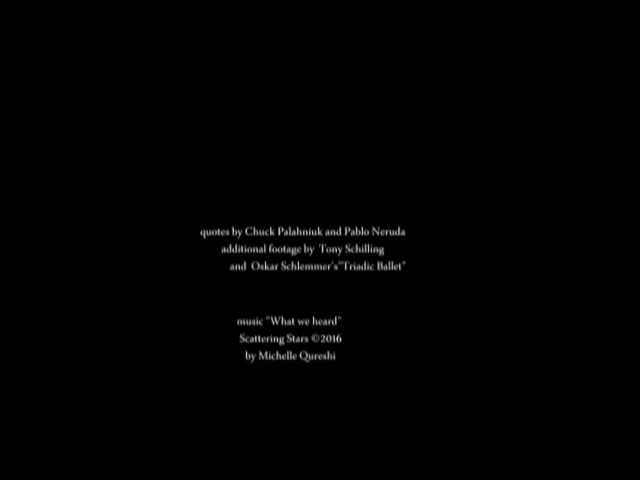 quotes by Chuck Palahniuk and Pablo Neruda
additional footage by Tony Schilling
and Oskar Schlemmer's"Triadic Ballet"
music "What we heard"
Scattering Stars ©2016
by Michelle Qureshi